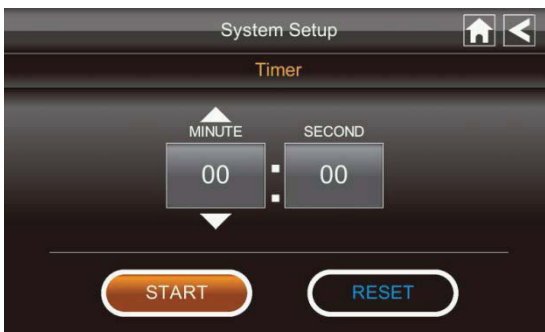 System Setup
Timer
MINUTE SECOND
00 : 00
START RESET